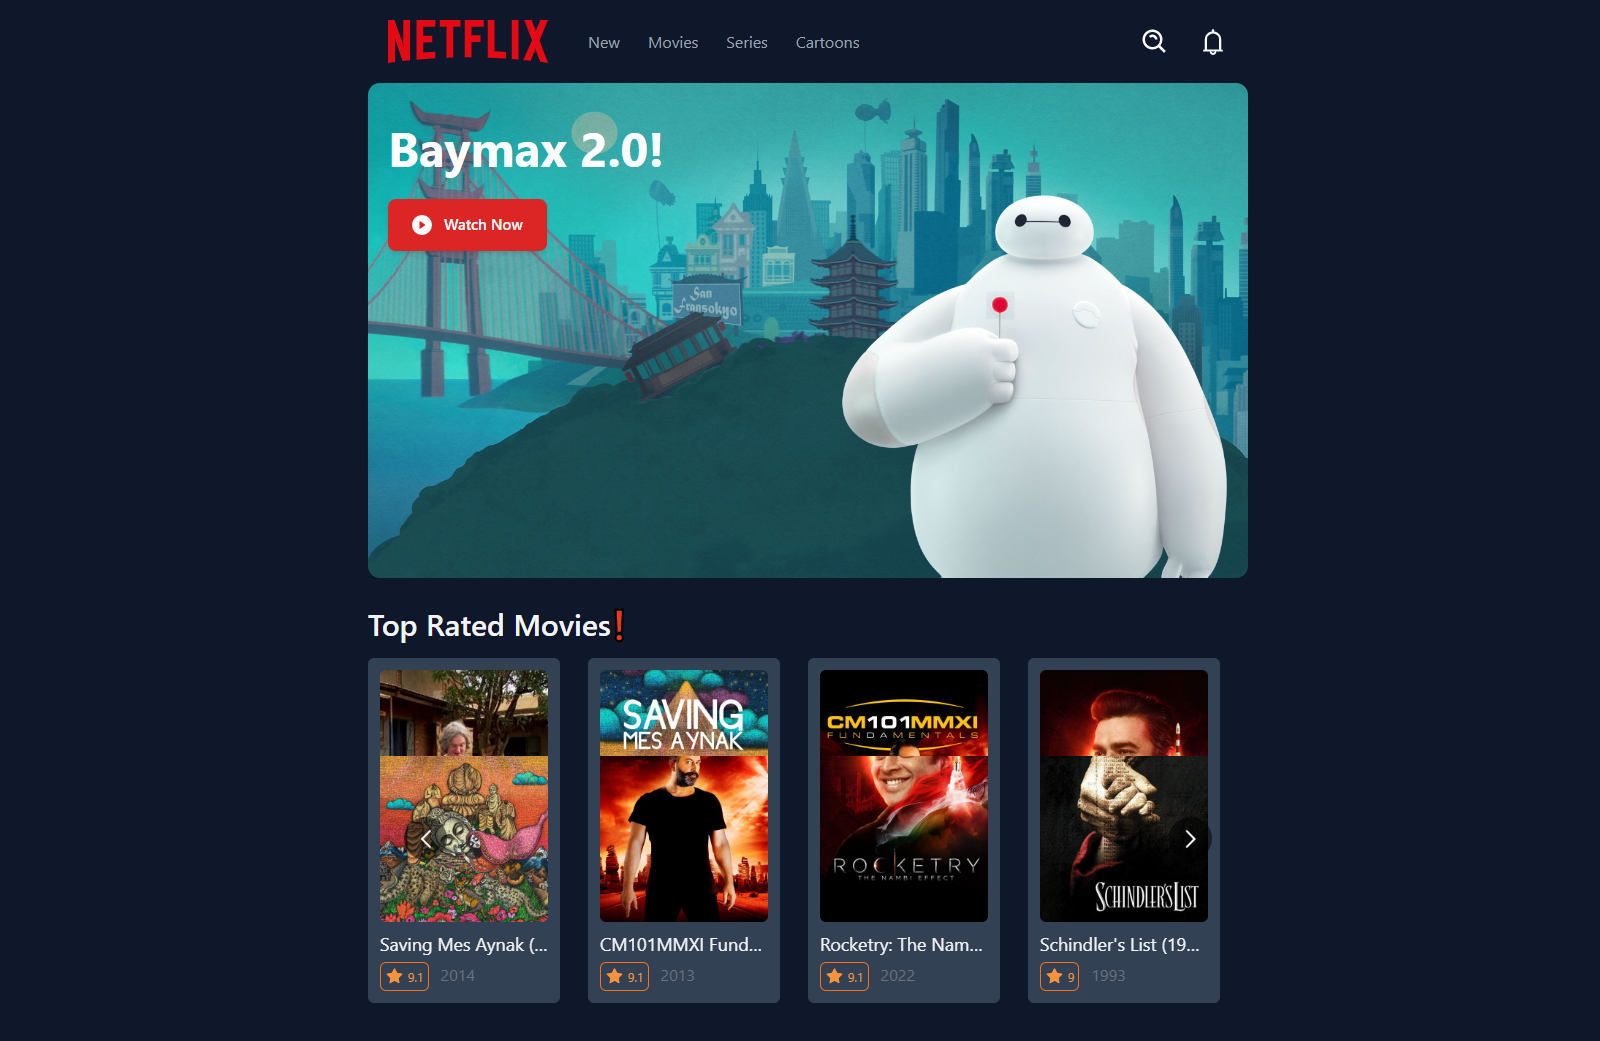 NETFLIX
New
Movies
Series
Cartoons
Baymax 2.0!
Watch Now
San
Fransokyo
Top Rated Movies❗
SAVING
MES AYNAK
CM101MMXI
FUNDAMENTALS
ROCKETRY
THE NAMBI EFFECT
SCHINDLER'S LIST
Saving Mes Aynak (...
CM101MMXI Fund...
Rocketry: The Nam...
Schindler's List (19...
9.1
2014
9.1
2013
9.1
2022
9
1993